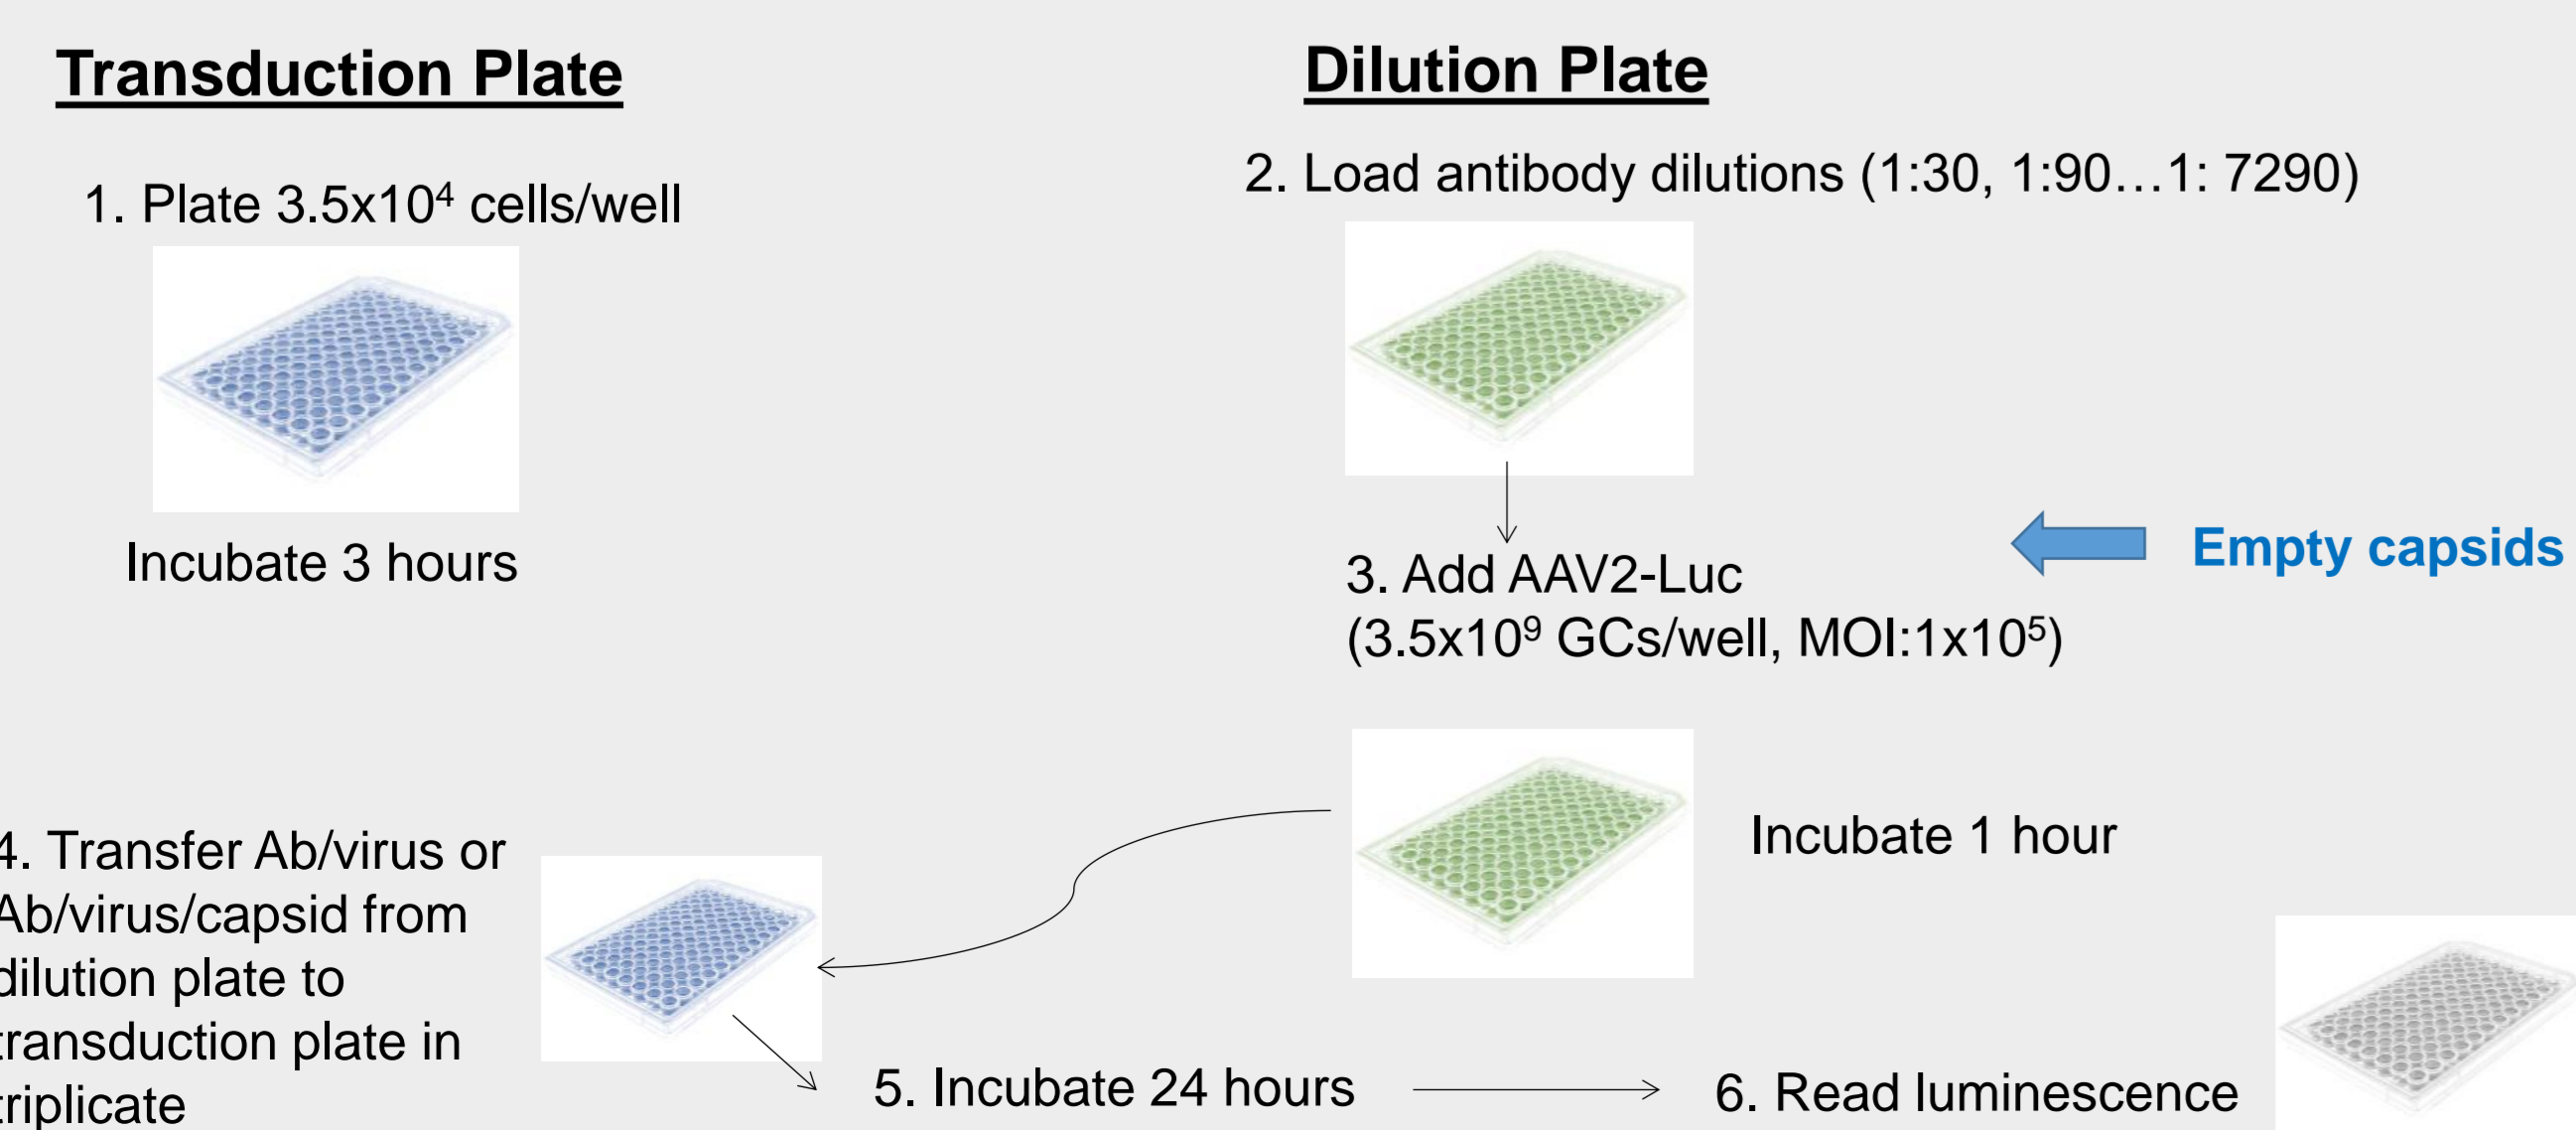 Transduction Plate
1. Plate 3.5x10⁴ cells/well
Incubate 3 hours
Dilution Plate
2. Load antibody dilutions (1:30, 1:90…1: 7290)
3. Add AAV2-Luc
(3.5x10⁹ GCs/well, MOI:1x10⁵)
Empty capsids
Incubate 1 hour
4. Transfer Ab/virus or
Ab/virus/capsid from
dilution plate to
transduction plate in
triplicate
5. Incubate 24 hours
6. Read luminescence